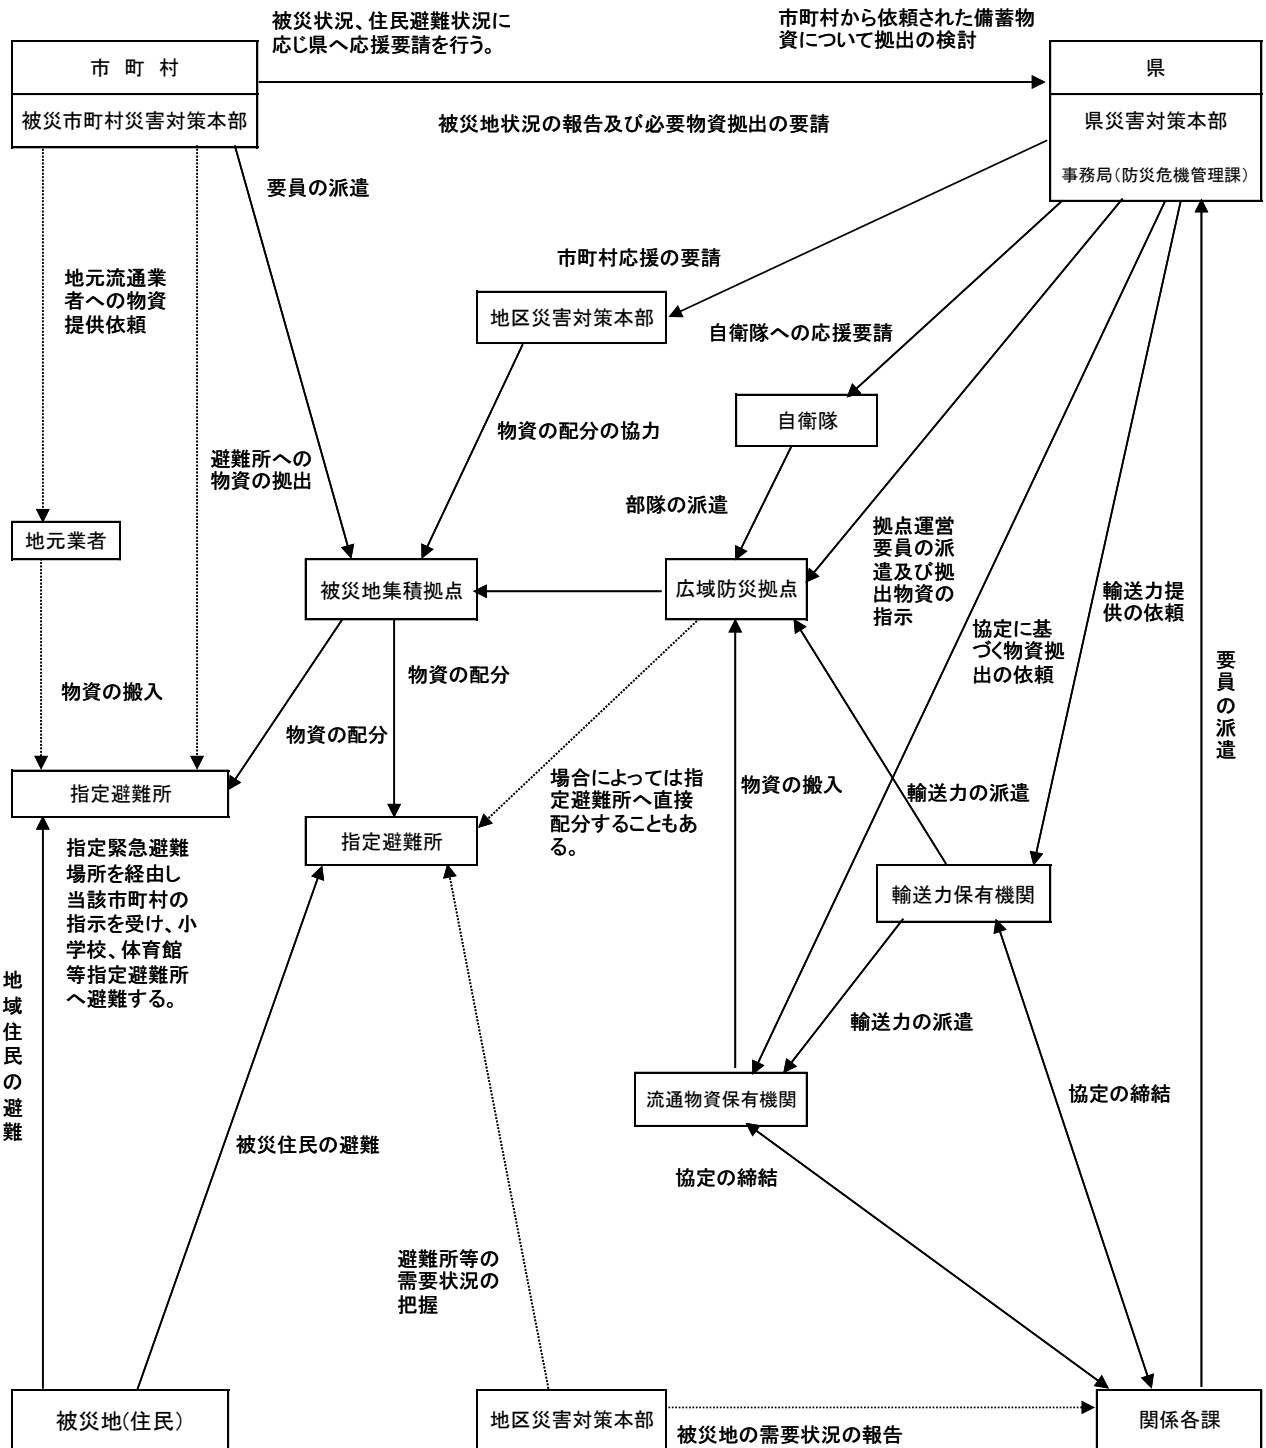 被災状況、住民避難状況に
応じ県へ応援要請を行う。
市町村から依頼された備蓄物
資について拠出の検討
市 町 村
県
被災市町村災害対策本部
被災地状況の報告及び必要物資拠出の要請
県災害対策本部
事務局(防災危機管理課)
要員の派遣
市町村応援の要請
地元流通業
者への物資
提供依頼
地区災害対策本部
自衛隊への応援要請
自衛隊
物資の配分の協力
避難所への
物資の拠出
部隊の派遣
拠点運営
要員の派
遣及び拠
出物資の
指示
地元業者
被災地集積拠点
広域防災拠点
輸送力提
供の依頼
協定に基
づく物資拠
出の依頼
要員の派遣
物資の搬入
物資の配分
物資の配分
場合によっては指
定避難所へ直接
配分することもあ
る。
物資の搬入
輸送力の派遣
指定避難所
指定避難所
指定緊急避難
場所を経由し
当該市町村の
指示を受け、小
学校、体育館
等指定避難所
へ避難する。
輸送力保有機関
地域住民の避難
輸送力の派遣
流通物資保有機関
協定の締結
被災住民の避難
協定の締結
避難所等の
需要状況の
把握
被災地(住民)
地区災害対策本部
被災地の需要状況の報告
関係各課